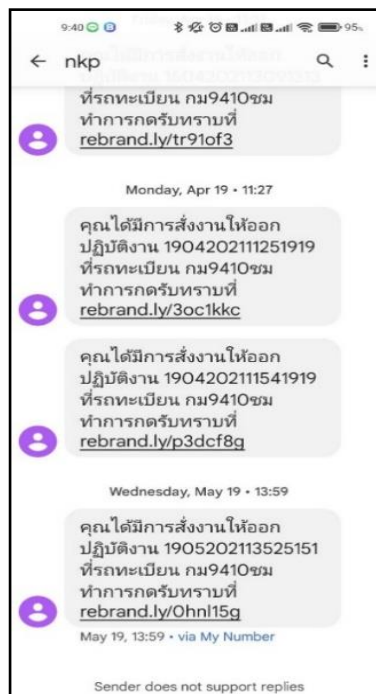 9:40
95%
nkp
ที่รถทะเบียน กม9410ชม
ทำการกดรับทราบที่
rebrand.ly/tr91of3
Monday, Apr 19 • 11:27
คุณได้มีการสั่งงานให้ออก
ปฏิบัติงาน 1904202111251919
ที่รถทะเบียน กม9410ชม
ทำการกดรับทราบที่
rebrand.ly/3oc1kkc
คุณได้มีการสั่งงานให้ออก
ปฏิบัติงาน 1904202111541919
ที่รถทะเบียน กม9410ชม
ทำการกดรับทราบที่
rebrand.ly/p3dcf8g
Wednesday, May 19 • 13:59
คุณได้มีการสั่งงานให้ออก
ปฏิบัติงาน 1905202113525151
ที่รถทะเบียน กม9410ชม
ทำการกดรับทราบที่
rebrand.ly/0hnl15g
May 19, 13:59 • via My Number
Sender does not support replies